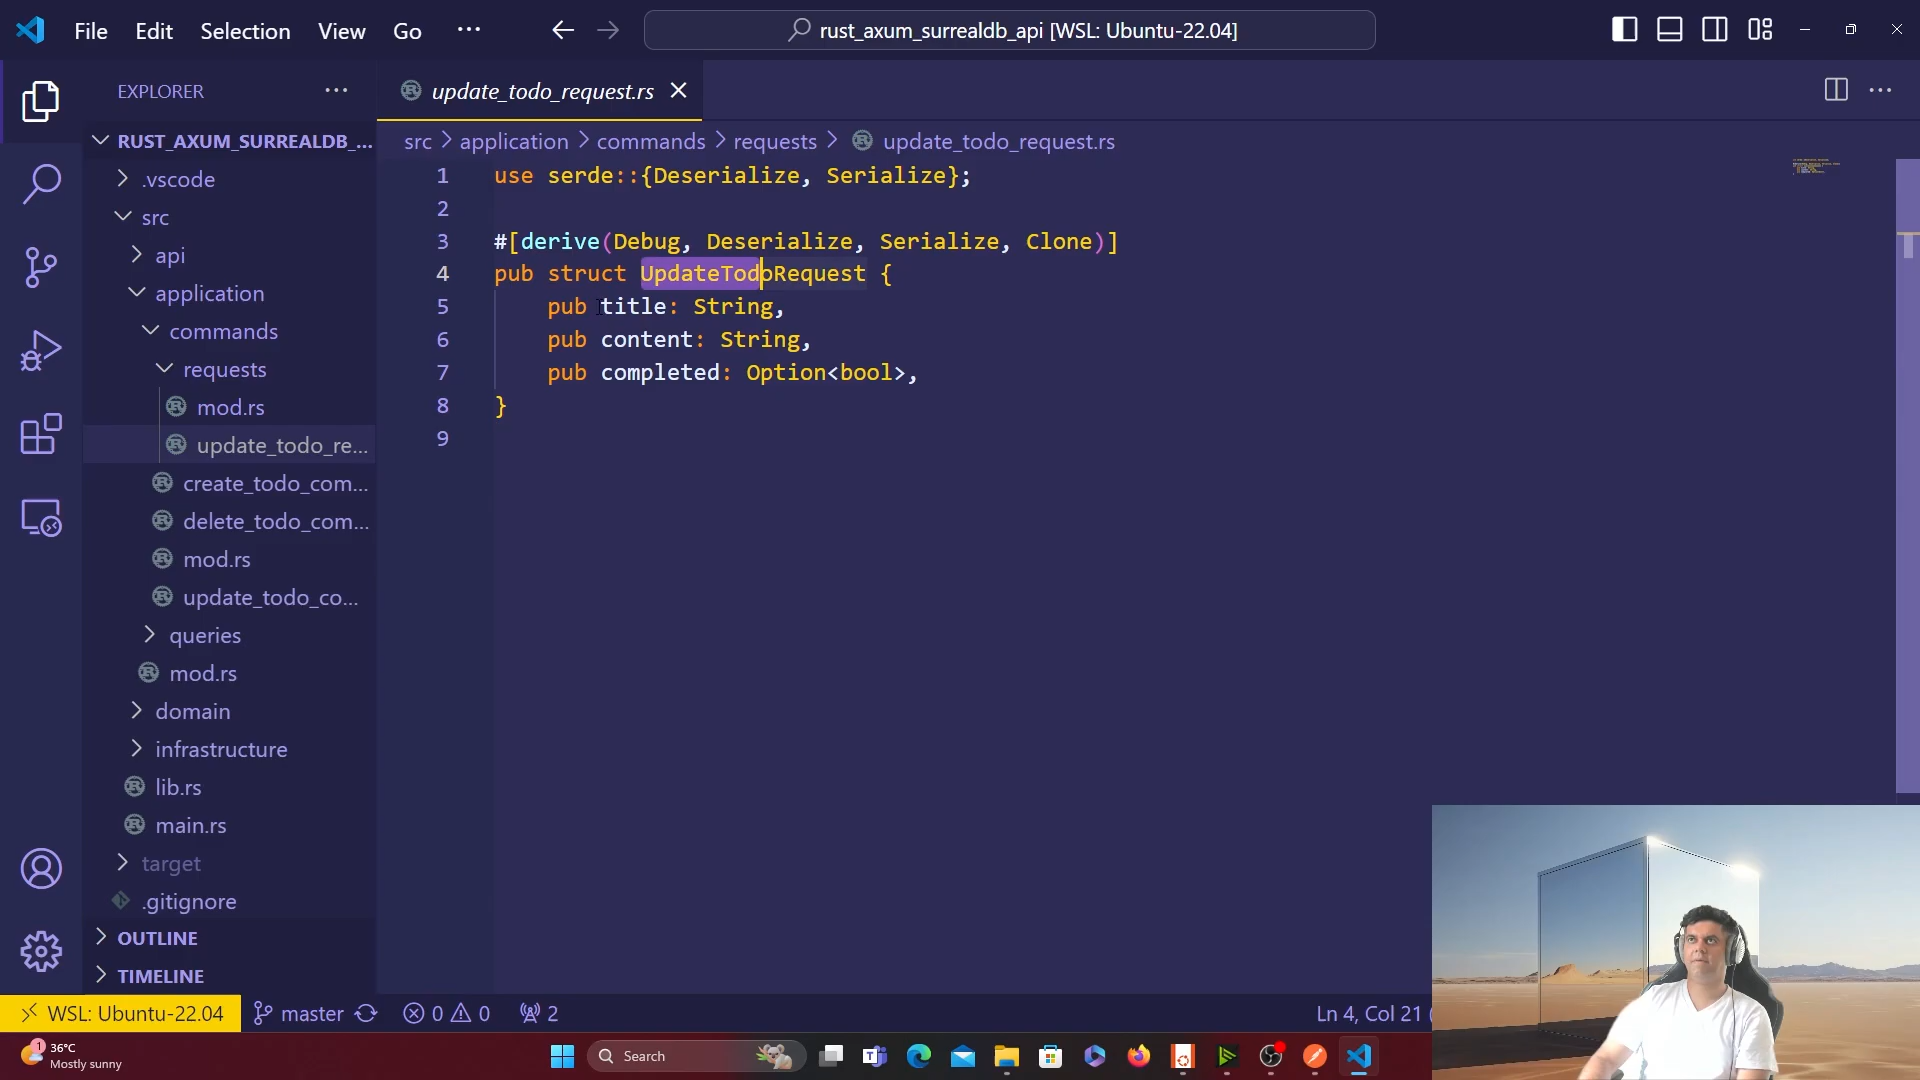 File Edit Selection View Go ...
rust_axum_surrealdb_api [WSL: Ubuntu-22.04]
EXPLORER
update_todo_request.rs
RUST_AXUM_SURREALDB_...
src application commands requests update_todo_request.rs
.vscode
src
api
application
commands
requests
mod.rs
update_todo_re...
create_todo_com...
delete_todo_com...
mod.rs
update_todo_co...
queries
mod.rs
domain
infrastructure
lib.rs
main.rs
target
.gitignore
OUTLINE
TIMELINE
1 use serde::{Deserialize, Serialize};
2
3 #[derive(Debug, Deserialize, Serialize, Clone)]
4 pub struct UpdateTodoRequest {
5 pub title: String,
6 pub content: String,
7 pub completed: Option<bool>,
8 }
9
WSL: Ubuntu-22.04 master 0 0 2 Ln 4, Col 21
1 36°C
Mostly sunny
Search